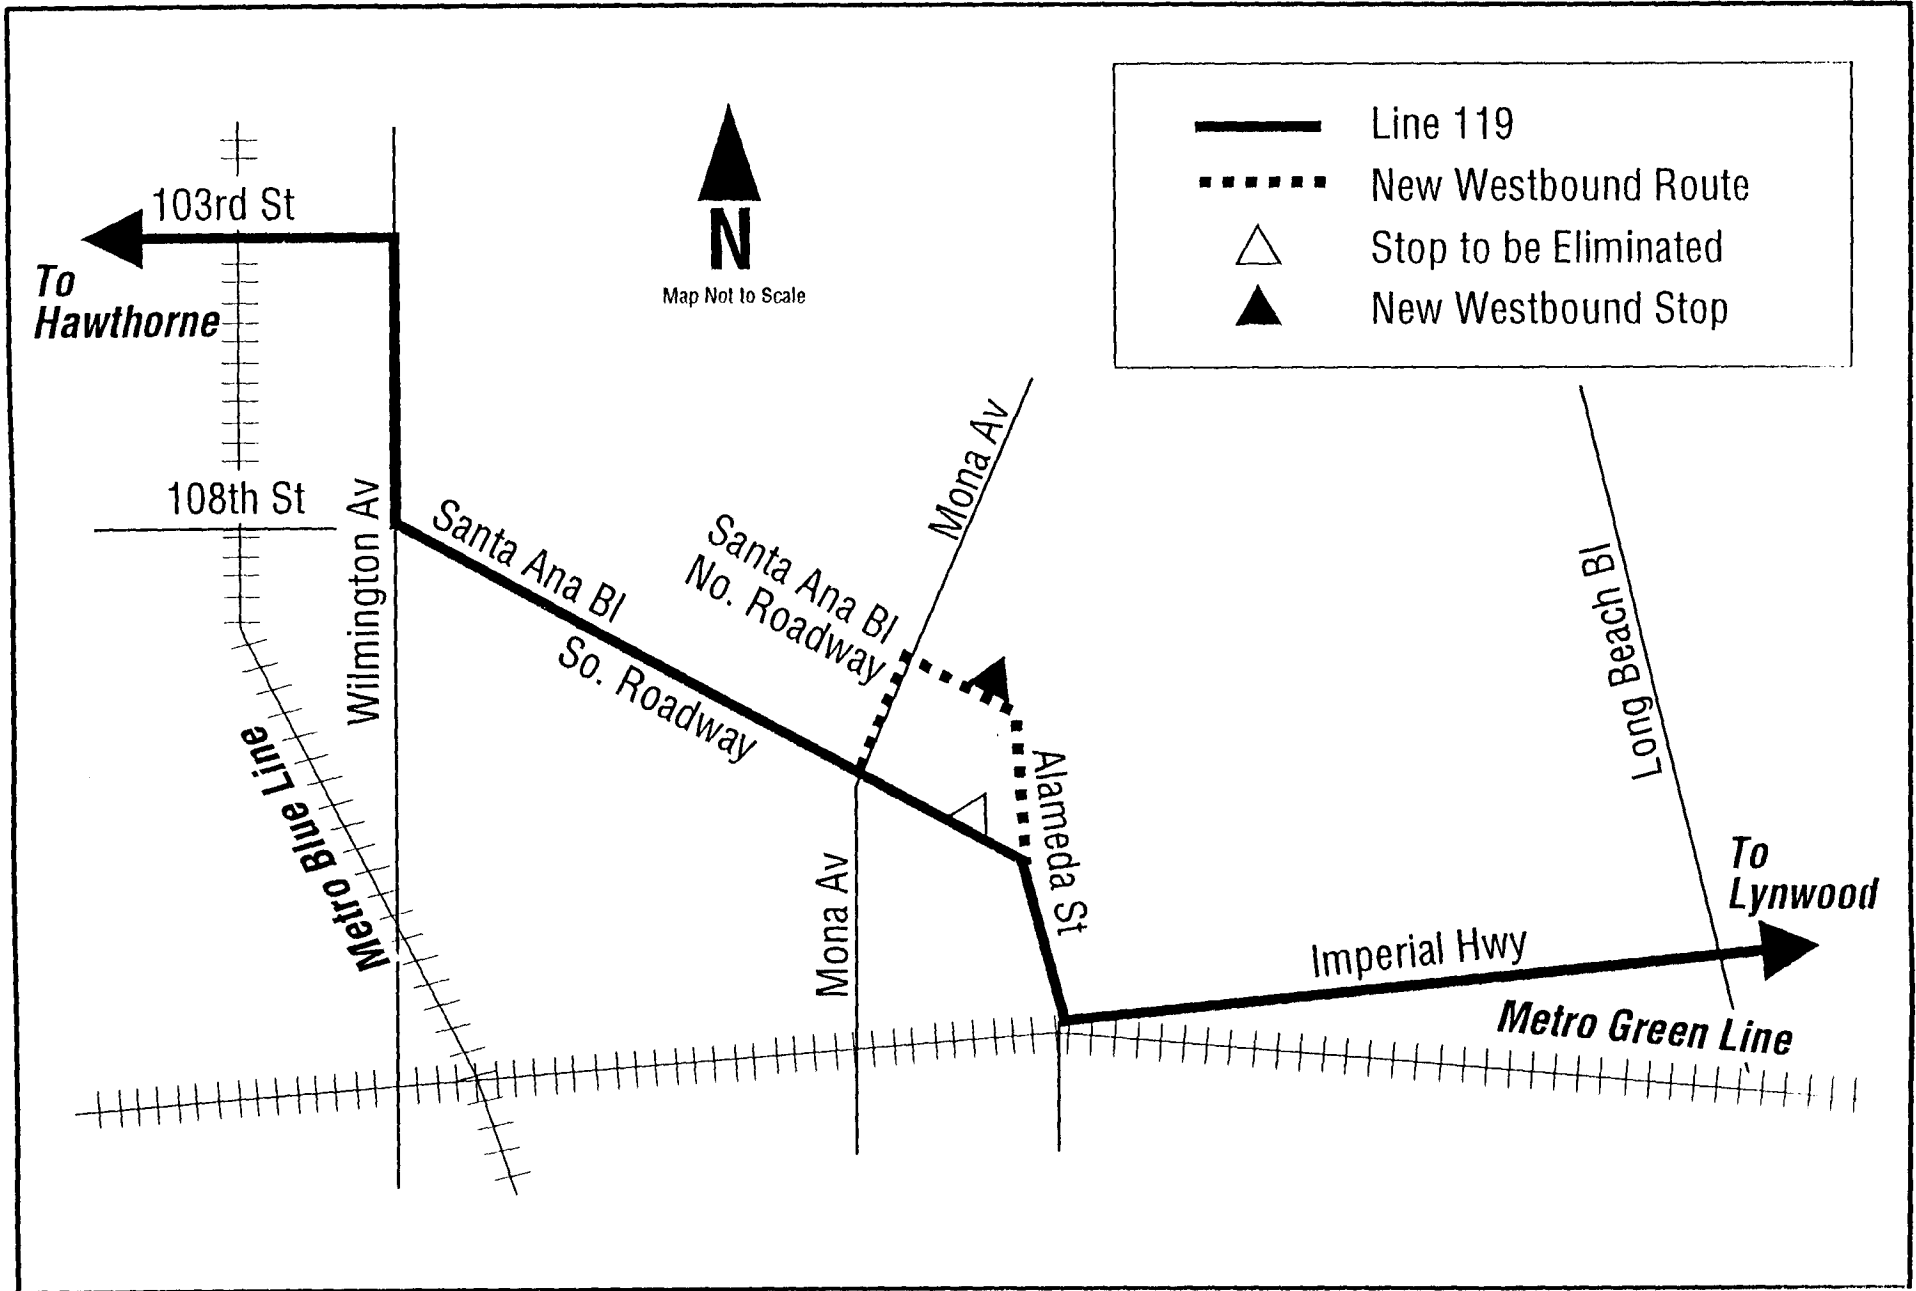 Line 119
New Westbound Route
Stop to be Eliminated
New Westbound Stop
103rd St
To
Hawthorne
N
Map Not to Scale
108th St
Wilmington Av
Santa Ana Bl
So. Roadway
Santa Ana Bl
No. Roadway
Mona Av
Long Beach Bl
Metro Blue Line
Alameda St
Mona Av
To
Lynwood
Imperial Hwy
Metro Green Line